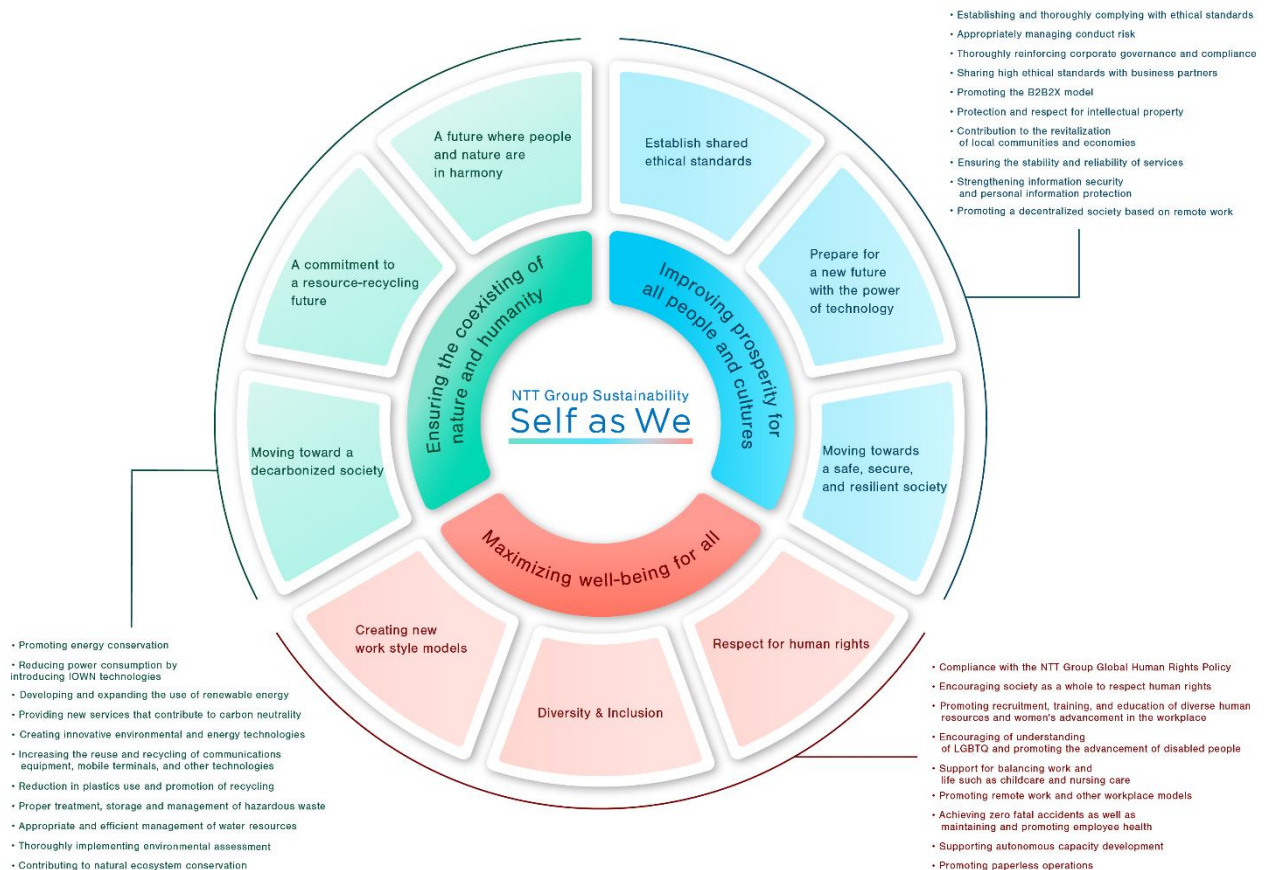 • Establishing and thoroughly complying with ethical standards
• Appropriately managing conduct risk
• Thoroughly reinforcing corporate governance and compliance
• Sharing high ethical standards with business partners
• Promoting the B2B2X model
• Protection and respect for intellectual property
• Contribution to the revitalization
of local communities and economies
• Ensuring the stability and reliability of services
• Strengthening information security
and personal information protection
• Promoting a decentralized society based on remote work
A future where people
and nature are
in harmony
Establish shared
ethical standards
A commitment to
a resource-recycling
future
Prepare for
a new future
with the power
of technology
Ensuring the coexisting of
nature and humanity
Improving prosperity for
all people and cultures
NTT Group Sustainability
Self as We
Moving toward a
decarbonized society
Moving towards
a safe, secure,
and resilient society
Maximizing well-being for all
Creating new
work style models
Diversity & Inclusion
Respect for human rights
• Promoting energy conservation
• Reducing power consumption by
introducing IOWN technologies
• Developing and expanding the use of renewable energy
• Providing new services that contribute to carbon neutrality
• Creating innovative environmental and energy technologies
• Increasing the reuse and recycling of communications
equipment, mobile terminals, and other technologies
• Reduction in plastics use and promotion of recycling
• Proper treatment, storage and management of hazardous waste
• Appropriate and efficient management of water resources
• Thoroughly implementing environmental assessment
• Contributing to natural ecosystem conservation
• Compliance with the NTT Group Global Human Rights Policy
• Encouraging society as a whole to respect human rights
• Promoting recruitment, training, and education of diverse human
resources and women's advancement in the workplace
• Encouraging of understanding
of LGBTQ and promoting the advancement of disabled people
• Support for balancing work and
life such as childcare and nursing care
• Promoting remote work and other workplace models
• Achieving zero fatal accidents as well as
maintaining and promoting employee health
• Supporting autonomous capacity development
• Promoting paperless operations